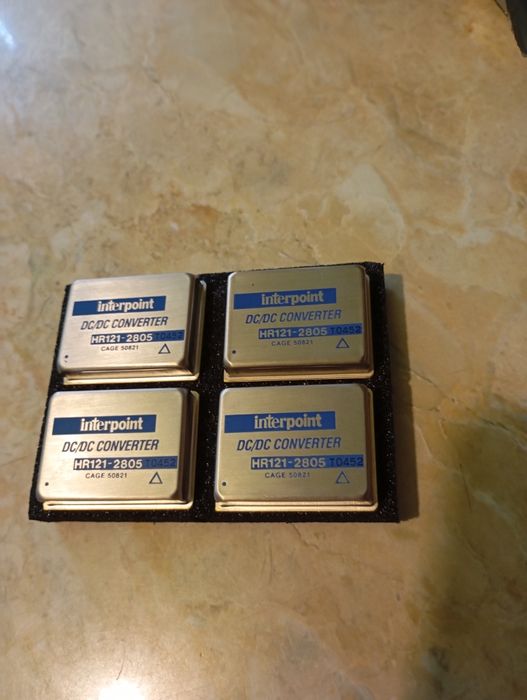 interpoint
DC/DC CONVERTER
HR121-2805 T0452
CAGE 50821
interpoint
DC/DC CONVERTER
HR121-2805 T0452
CAGE 50821
interpoint
DC/DC CONVERTER
HR121-2805 T0452
CAGE 50821
interpoint
DC/DC CONVERTER
HR121-2805 T0452
CAGE 50821